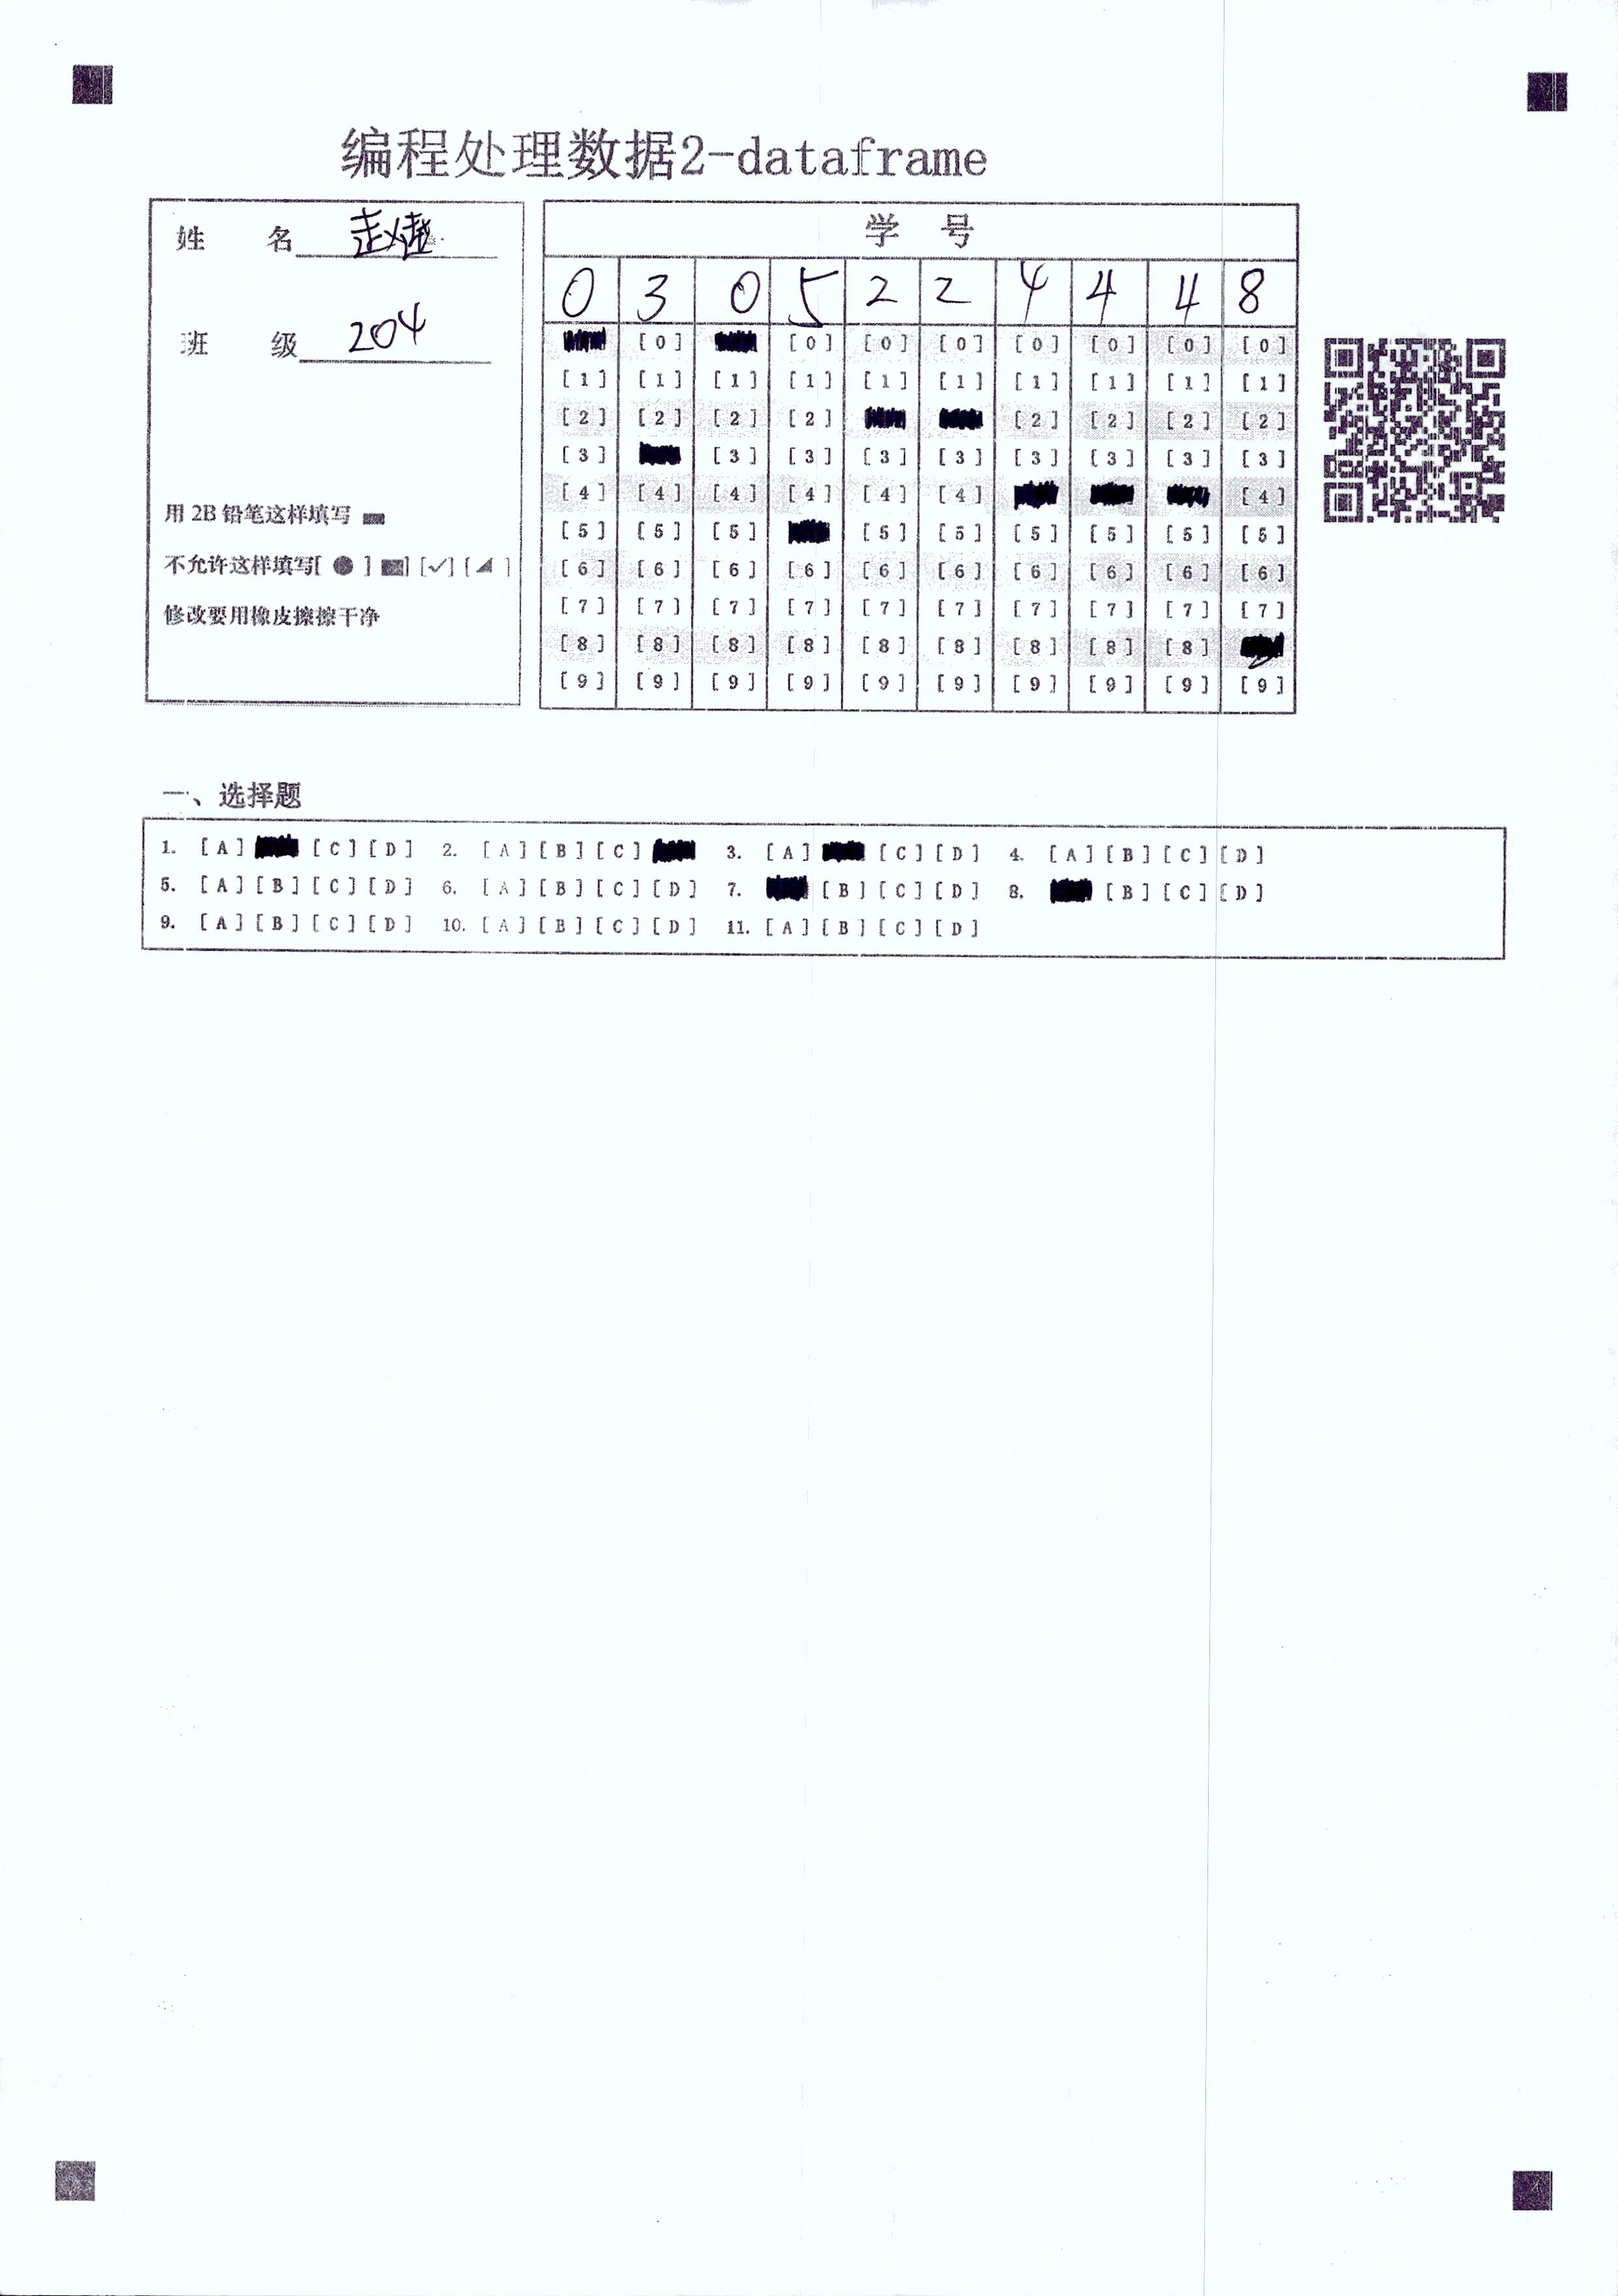 编程处理数据2-dataframe
姓 名 赵越
班 级 204
用 2B 铅笔这样填写
不允许这样填写[ ● ] [■] [✓] [◢ ]
修改要用橡皮擦擦干净
学 号
0 3 0 5 2 2 4 4 4 8
[0] [0] [0] [0] [0] [0] [0] [0]
[1] [1] [1] [1] [1] [1] [1] [1] [1] [1]
[2] [2] [2] [2] [2] [2] [2] [2]
[3] [3] [3] [3] [3] [3] [3] [3] [3]
[4] [4] [4] [4] [4] [4] [4]
[5] [5] [5] [5] [5] [5] [5] [5] [5]
[6] [6] [6] [6] [6] [6] [6] [6] [6] [6]
[7] [7] [7] [7] [7] [7] [7] [7] [7] [7]
[8] [8] [8] [8] [8] [8] [8] [8] [8]
[9] [9] [9] [9] [9] [9] [9] [9] [9] [9]
一、选择题
1. [A] [C] [D] 2. [A] [B] [C] 3. [A] [C] [D] 4. [A] [B] [C] [D]
5. [A] [B] [C] [D] 6. [A] [B] [C] [D] 7. [B] [C] [D] 8. [B] [C] [D]
9. [A] [B] [C] [D] 10. [A] [B] [C] [D] 11. [A] [B] [C] [D]